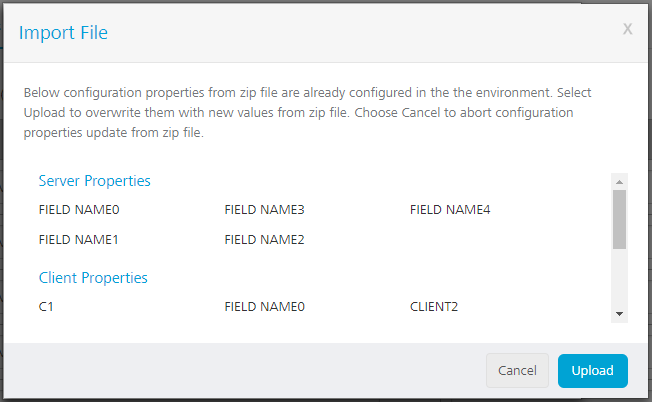 Import File
X
Below configuration properties from zip file are already configured in the the environment. Select
Upload to overwrite them with new values from zip file. Choose Cancel to abort configuration
properties update from zip file.
Server Properties
FIELD NAME0 FIELD NAME3 FIELD NAME4
FIELD NAME1 FIELD NAME2
Client Properties
C1 FIELD NAME0 CLIENT2
Cancel Upload